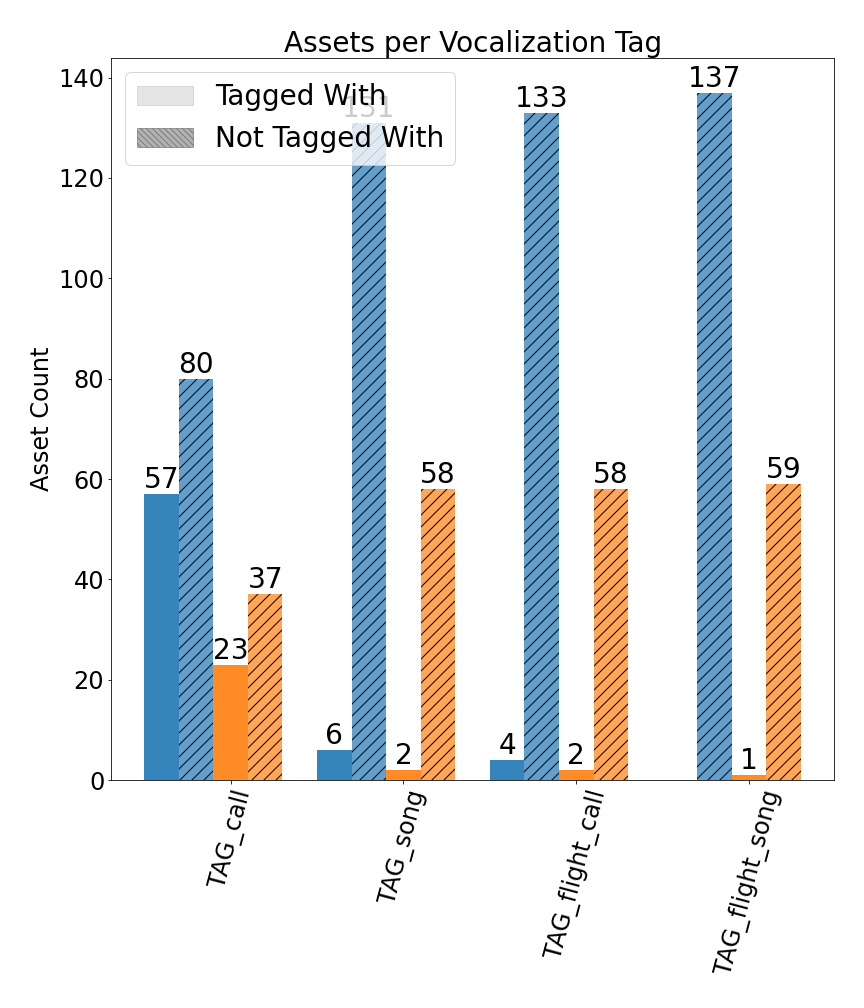 Assets per Vocalization Tag
Tagged With
Not Tagged With
Asset Count
140
120
100
80
60
40
20
0
57
80
23
37
6
131
2
58
4
133
2
58
137
1
59
TAG_call
TAG_song
TAG_flight_call
TAG_flight_song